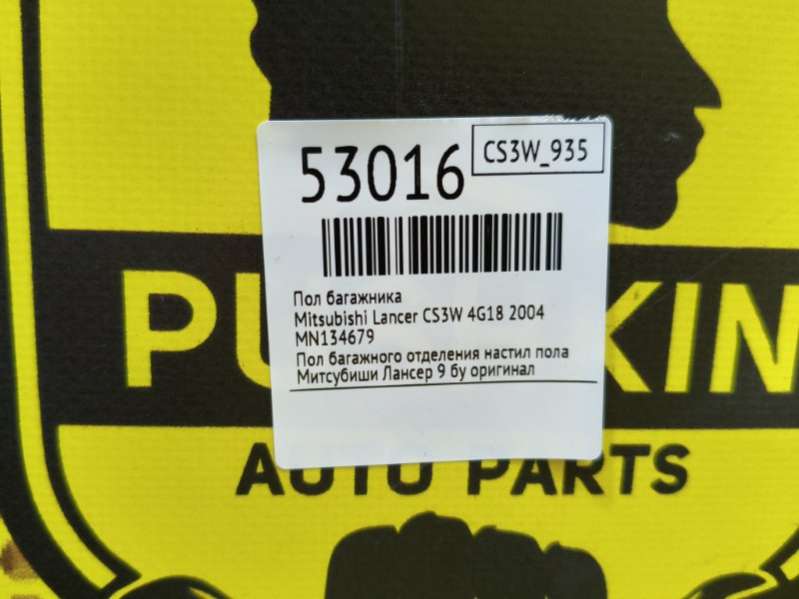 53016
CS3W_935
Пол багажника
Mitsubishi Lancer CS3W 4G18 2004
MN134679
Пол багажного отделения настил пола
Митсубиши Лансер 9 бу оригинал
AUTO PARTS